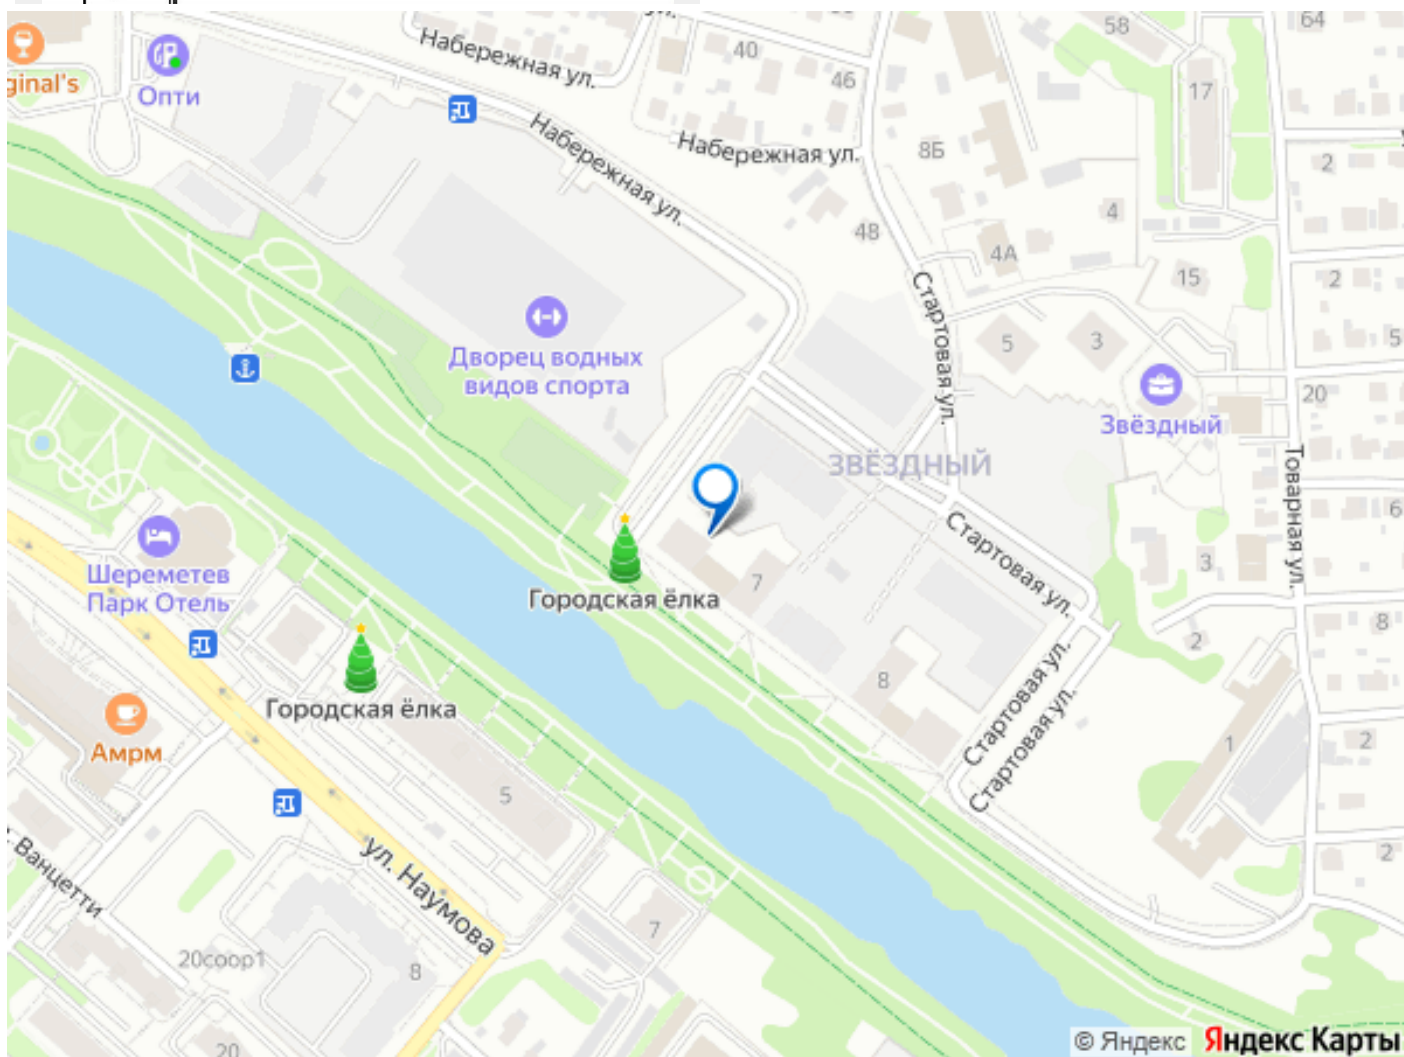 58
64
40
Набережная ул.
ginal's
Опти
46
17
Набережная ул.
Набережная ул.
8Б
2
4
48
4А
Стартовая ул.
15
2
5
3
5
Дворец водных
видов спорта
20
Звёздный
ЗВЁЗДНЫЙ
Товарная ул.
6
Стартовая ул.
3
Шереметев
Парк Отель
7
Городская ёлка
8
2
8
Городская ёлка
Стартовая ул.
Стартовая ул.
Амрм
1
2
5
ул. Наумова
Ванцетти
2
7
20соор1
8
20
© Яндекс Яндекс Карты